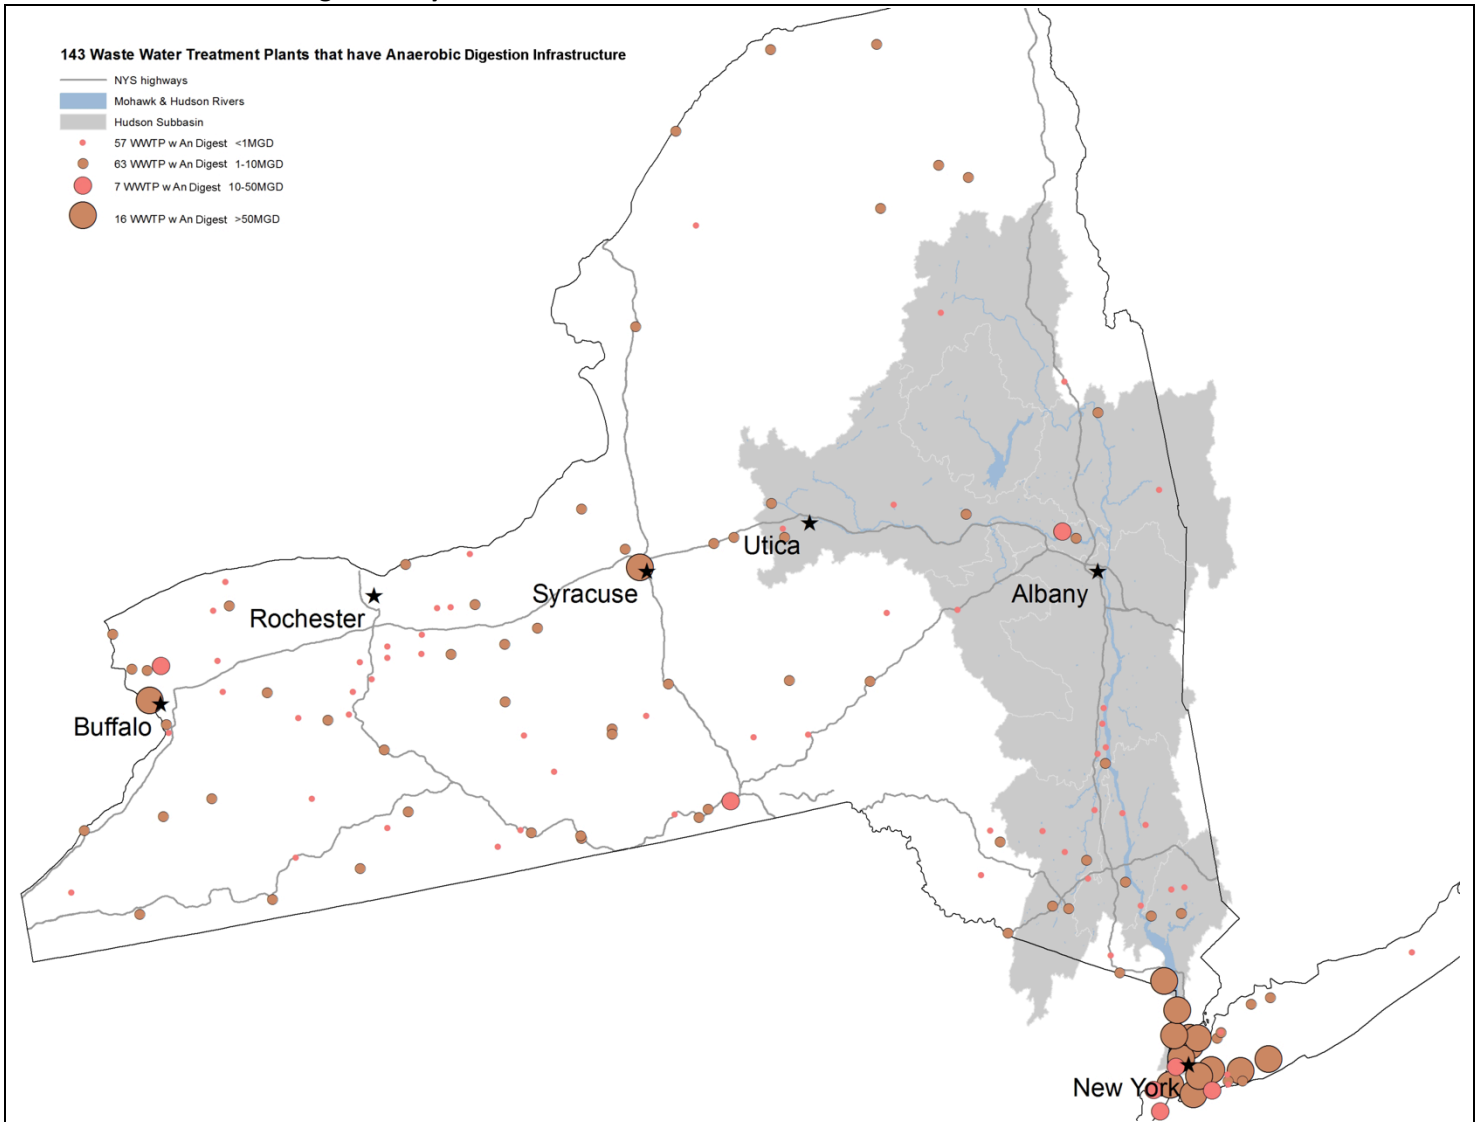 143 Waste Water Treatment Plants that have Anaerobic Digestion Infrastructure
NYS highways
Mohawk & Hudson Rivers
Hudson Subbasin
57 WWTP w An Digest <1MGD
63 WWTP w An Digest 1-10MGD
7 WWTP w An Digest 10-50MGD
16 WWTP w An Digest >50MGD
Utica
Syracuse
Albany
Rochester
Buffalo
New York